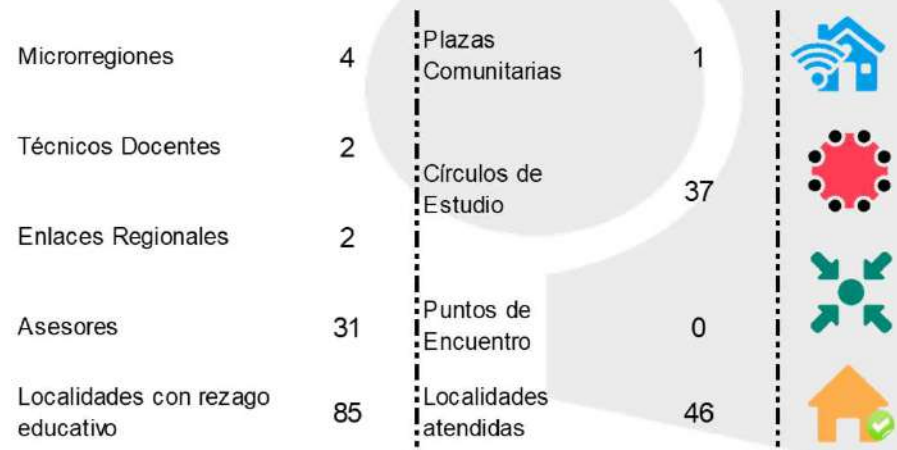 Microrregiones 4
Técnicos Docentes 2
Enlaces Regionales 2
Asesores 31
Localidades con rezago
educativo 85
Plazas
Comunitarias 1
Círculos de
Estudio 37
Puntos de
Encuentro 0
Localidades
atendidas 46